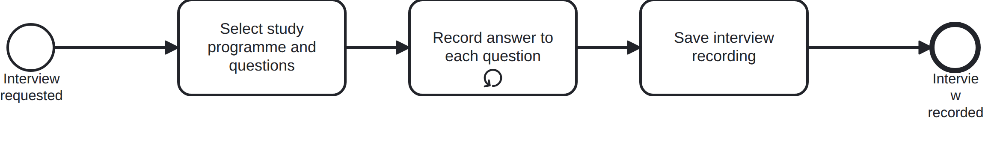 Interview
requested
Select study
programme and
questions
Record answer to
each question
Save interview
recording
Intervie
w
recorded